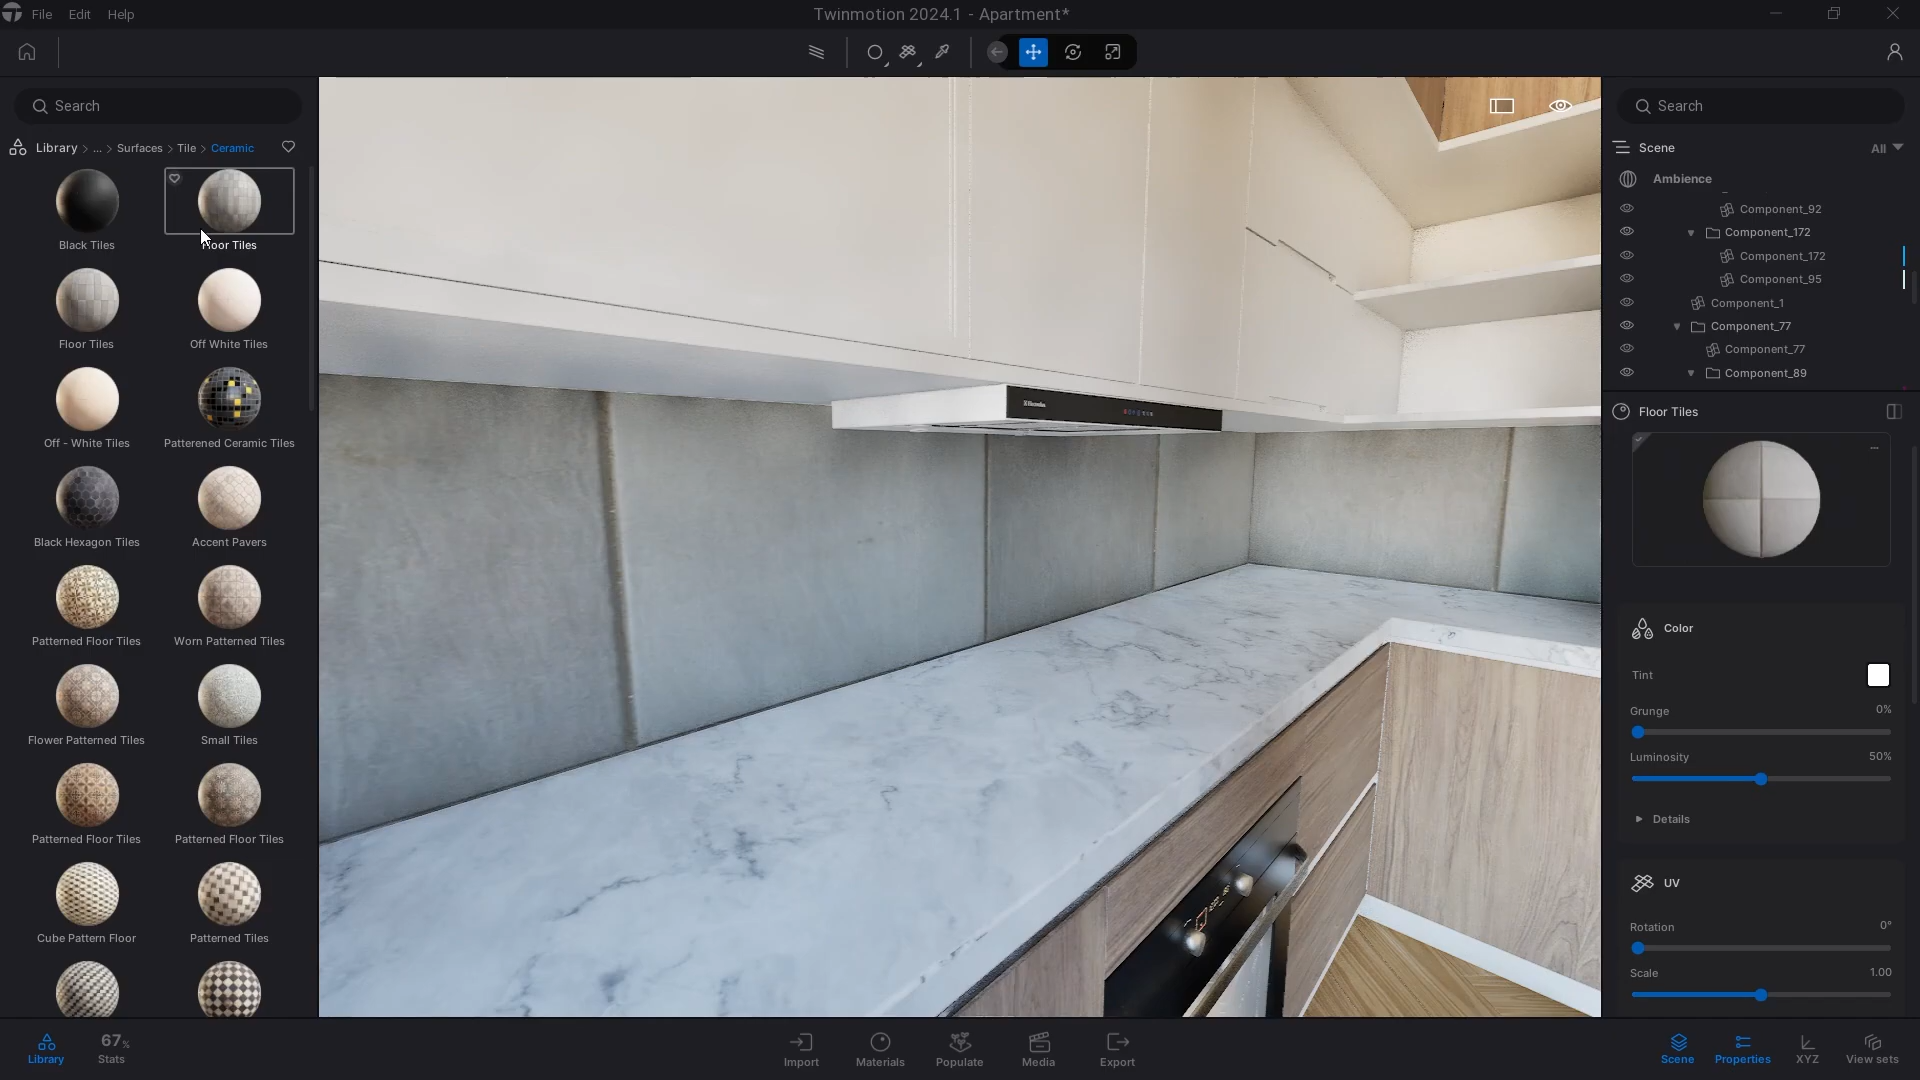 File Edit Help
Twinmotion 2024.1 - Apartment*
Search
Library > ... > Surfaces > Tile > Ceramic
Black Tiles
Floor Tiles
Floor Tiles
Off White Tiles
Off - White Tiles
Patterened Ceramic Tiles
Black Hexagon Tiles
Accent Pavers
Patterned Floor Tiles
Worn Patterned Tiles
Flower Patterned Tiles
Small Tiles
Patterned Floor Tiles
Patterned Floor Tiles
Cube Pattern Floor
Patterned Tiles
Search
Scene
All
Ambience
Component_92
Component_172
Component_172
Component_95
Component_1
Component_77
Component_77
Component_89
Floor Tiles
Color
Tint
Grunge 0%
Luminosity 50%
Details
UV
Rotation 0°
Scale 1.00
Library
67%
Stats
Import
Materials
Populate
Media
Export
Scene
Properties
XYZ
View sets